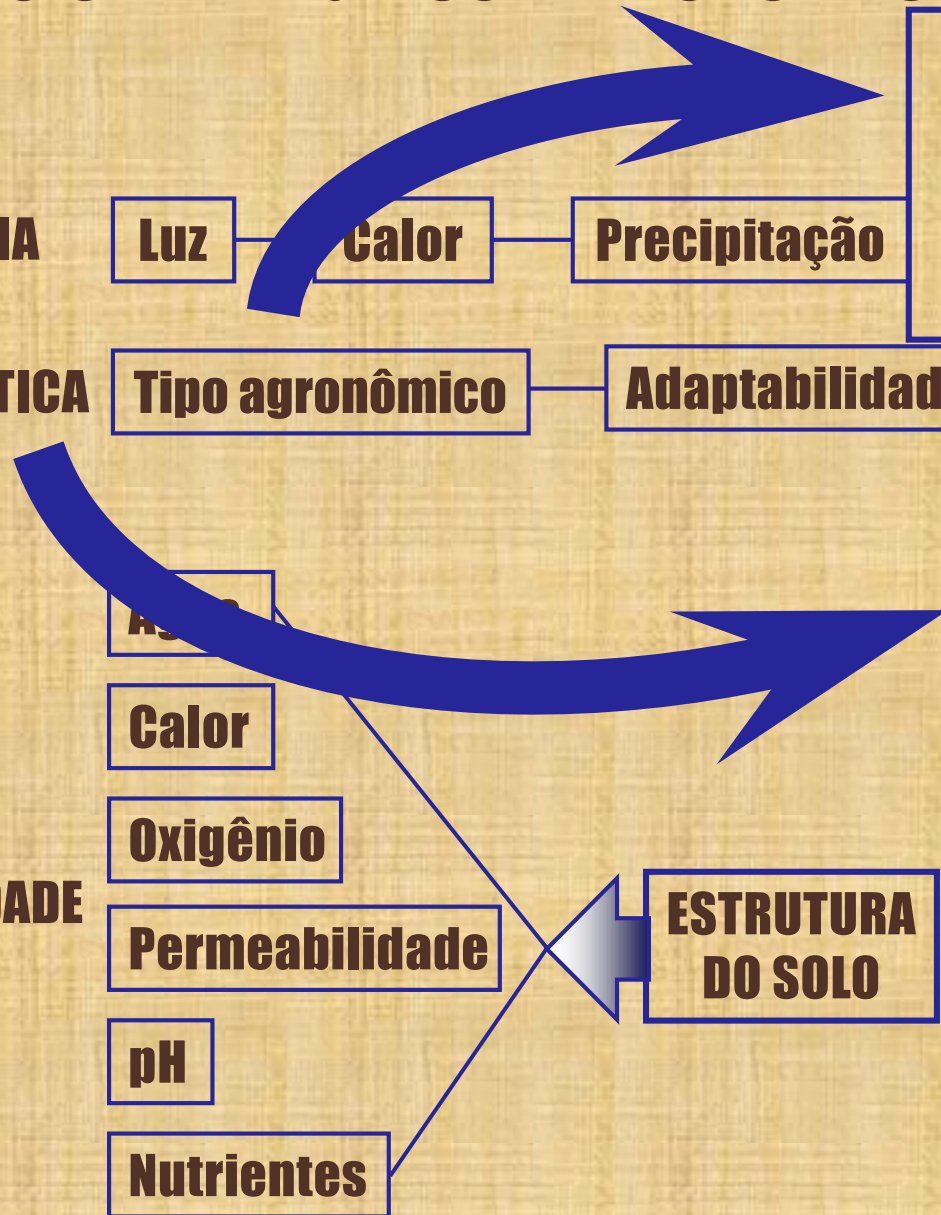 IA Luz Calor Precipitação
TICA Tipo agronômico Adaptabilidad
Calor
Oxigênio
DADE
Permeabilidade
ESTRUTURA
DO SOLO
pH
Nutrientes